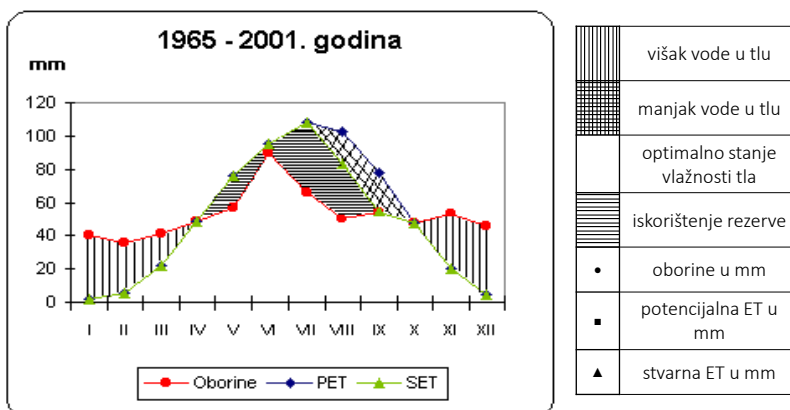 1965 - 2001. godina
mm
120
100
80
60
40
20
0
I II III IV V VI VII VIII IX X XI XII
Oborine PET SET
višak vode u tlu
manjak vode u tlu
optimalno stanje
vlažnosti tla
iskorištenje rezerve
oborine u mm
potencijalna ET u
mm
stvarna ET u mm